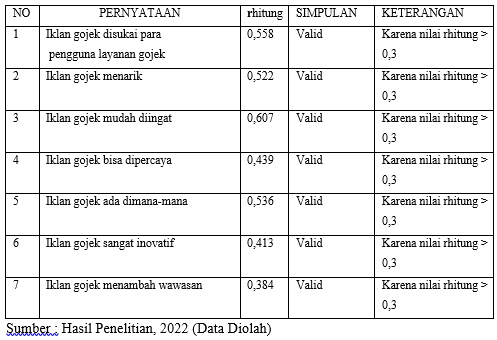 NO PERNYATAAN rhitung SIMPULAN KETERANGAN
1 Iklan gojek disukai para 0,558 Valid Karena nilai rhitung >
pengguna layanan gojek 0,3
2 Iklan gojek menarik 0,522 Valid Karena nilai rhitung >
0,3
3 Iklan gojek mudah diingat 0,607 Valid Karena nilai rhitung >
0,3
4 Iklan gojek bisa dipercaya 0,439 Valid Karena nilai rhitung >
0,3
5 Iklan gojek ada dimana-mana 0,536 Valid Karena nilai rhitung >
0,3
6 Iklan gojek sangat inovatif 0,413 Valid Karena nilai rhitung >
0,3
7 Iklan gojek menambah wawasan 0,384 Valid Karena nilai rhitung >
0,3
Sumber : Hasil Penelitian, 2022 (Data Diolah)